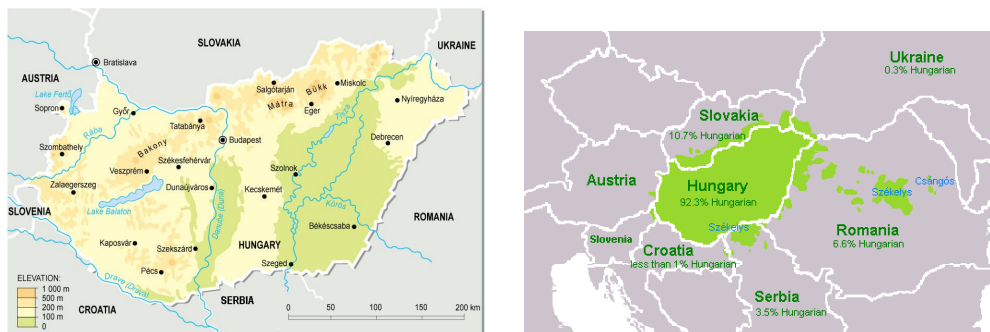 SLOVAKIA
UKRAINE
Bratislava
AUSTRIA
Lake Fertő
Sopron
Győr
Salgótarján
Miskolc
Bükk
Mátra
Eger
Tisza
Nyíregyháza
Tatabánya
Rába
Budapest
Debrecen
Szombathely
Bakony
Székesfehérvár
Veszprém
Szolnok
Zalaegerszeg
Dunaújváros
Kecskemét
Lake Balaton
Danube (Duna)
Körös
SLOVENIA
ROMANIA
Békéscsaba
Kaposvár
Szekszárd
HUNGARY
Szeged
Pécs
Drave (Dráva)
ELEVATION:
1 000 m
500 m
200 m
100 m
0
CROATIA
SERBIA
0
50
100
150
200 km
Ukraine
0.3% Hungarian
Slovakia
10.7% Hungarian
Austria
Hungary
92.3% Hungarian
Székelys
Csángós
Székelys
Romania
6.6% Hungarian
Slovenia
Croatia
less than 1% Hungarian
Serbia
3.5% Hungarian